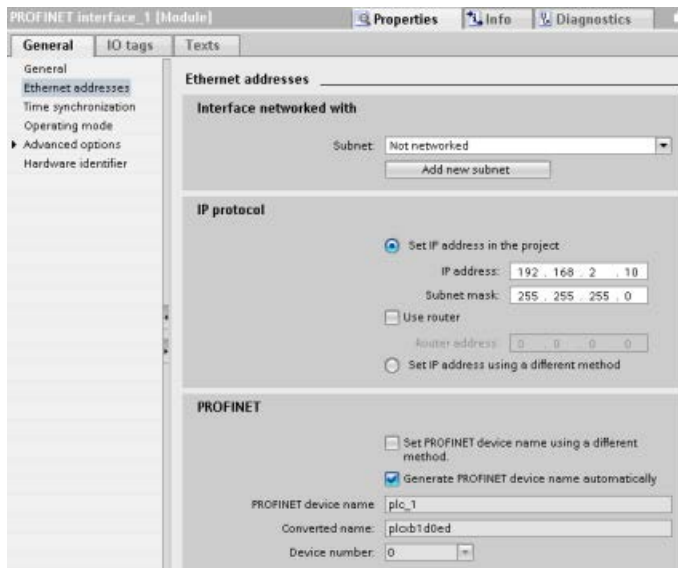 PROFINET interface_1 [Module]
Properties
Info
Diagnostics
General
IO tags
Texts
General
Ethernet addresses
Time synchronization
Operating mode
Advanced options
Hardware identifier
Ethernet addresses
Interface networked with
Subnet: Not networked
Add new subnet
IP protocol
Set IP address in the project
IP address: 192 . 168 . 2 . 10
Subnet mask: 255 . 255 . 255 . 0
Use router
Router address: 0 . 0 . 0 . 0
Set IP address using a different method
PROFINET
Set PROFINET device name using a different
method.
Generate PROFINET device name automatically
PROFINET device name plc_1
Converted name: plcxb1d0ed
Device number: 0